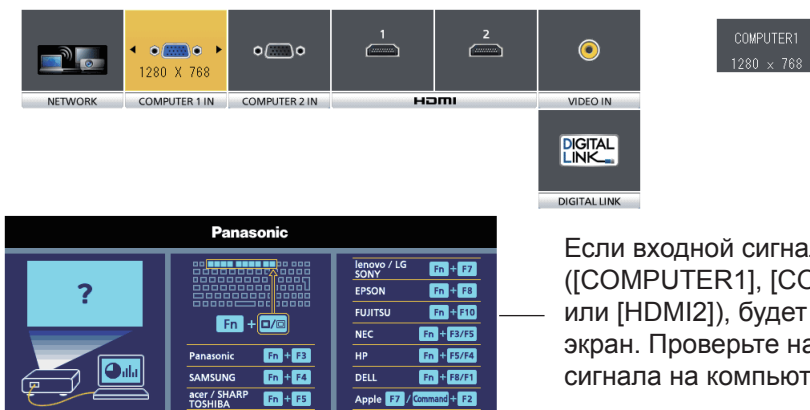 1280 X 768
1
2
NETWORK
COMPUTER 1 IN
COMPUTER 2 IN
HDMI
VIDEO IN
COMPUTER1
1280 x 768
DIGITAL LINK
DIGITAL LINK
Panasonic
?
Fn +
Panasonic Fn + F3
SAMSUNG Fn + F4
acer / SHARP
TOSHIBA Fn + F5
lenovo / LG
SONY Fn + F7
EPSON Fn + F8
FUJITSU Fn + F10
NEC Fn + F3/F5
HP Fn + F5/F4
DELL Fn + F8/F1
Apple F7 / Command + F2
Если входной сигна
([COMPUTER1], [CO
или [HDMI2]), будет
экран. Проверьте на
сигнала на компьют